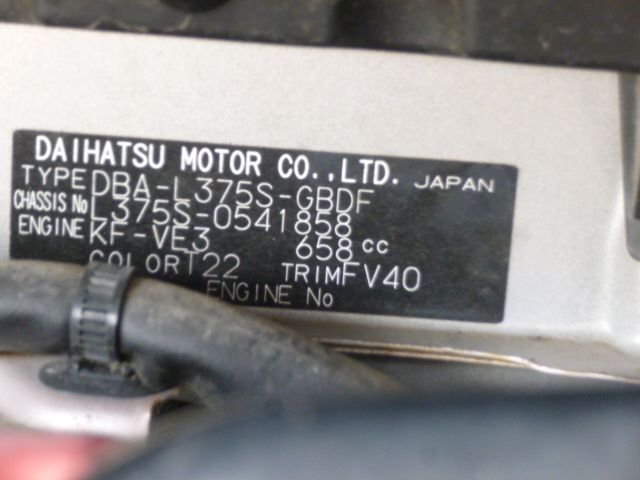 DAIHATSU MOTOR CO.,LTD. JAPAN
TYPE DBA-L375S-GBDF
CHASSIS No L375S-0541858
ENGINE KF-VE3 658 cc
COLOR T22 TRIM FV40
ENGINE No